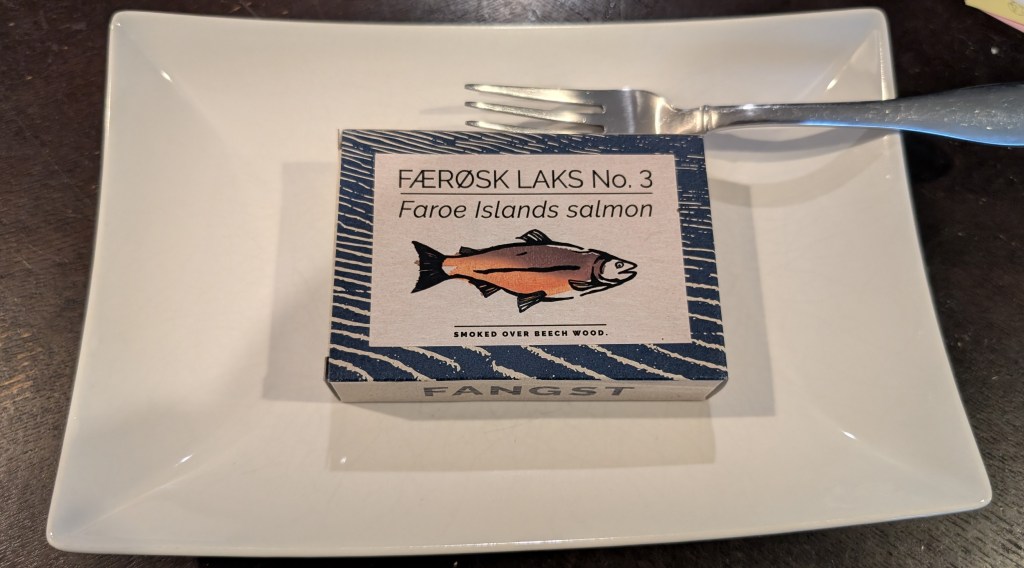 FÆRØSK LAKS No. 3
Faroe Islands salmon
SMOKED OVER BEECH WOOD.
FANGST